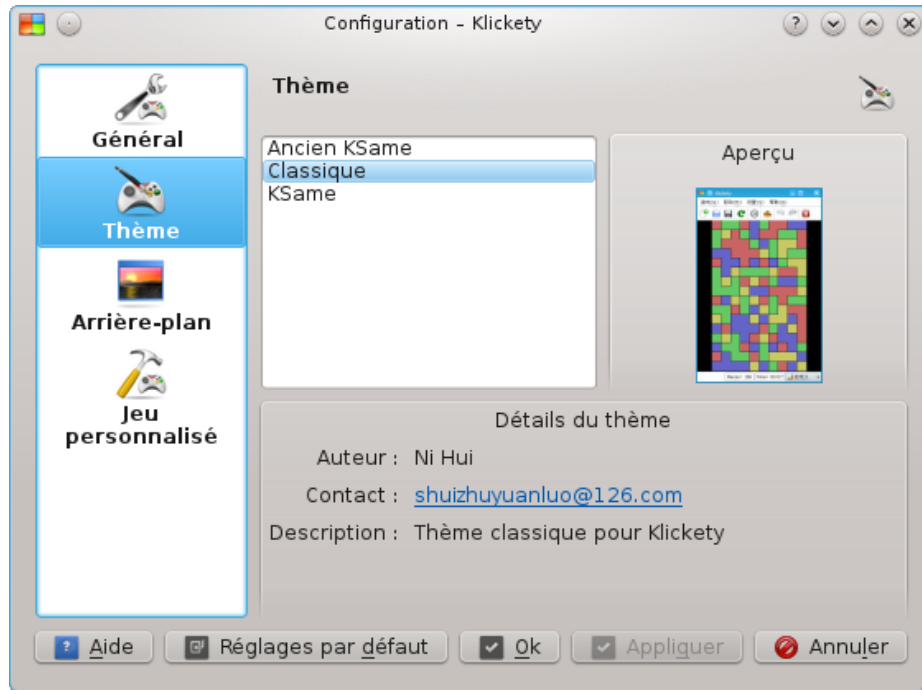 Configuration – Klickety
Général
Thème
Arrière-plan
Jeu
personnalisé
Thème
Ancien KSame
Classique
KSame
Aperçu
Détails du thème
Auteur : Ni Hui
Contact : shuizhuyuanluo@126.com
Description : Thème classique pour Klickety
Aide
Réglages par défaut
Ok
Appliquer
Annuler